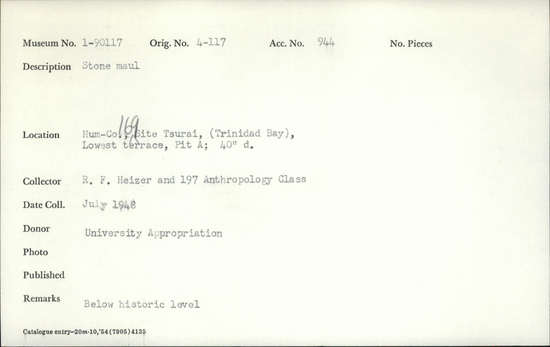 Museum No. 1-90117 Orig. No. 4-117 Acc. No. 944 No. Pieces
Description Stone maul
Location Hum-Co. 169, Site Tsurai, (Trinidad Bay),
Lowest terrace, Pit A; 40" d.
Collector R. F. Heizer and 197 Anthropology Class
Date Coll. July 1948
Donor University Appropriation
Photo
Published
Remarks Below historic level
Catalogue entry—20m-10,'54(7905)4135